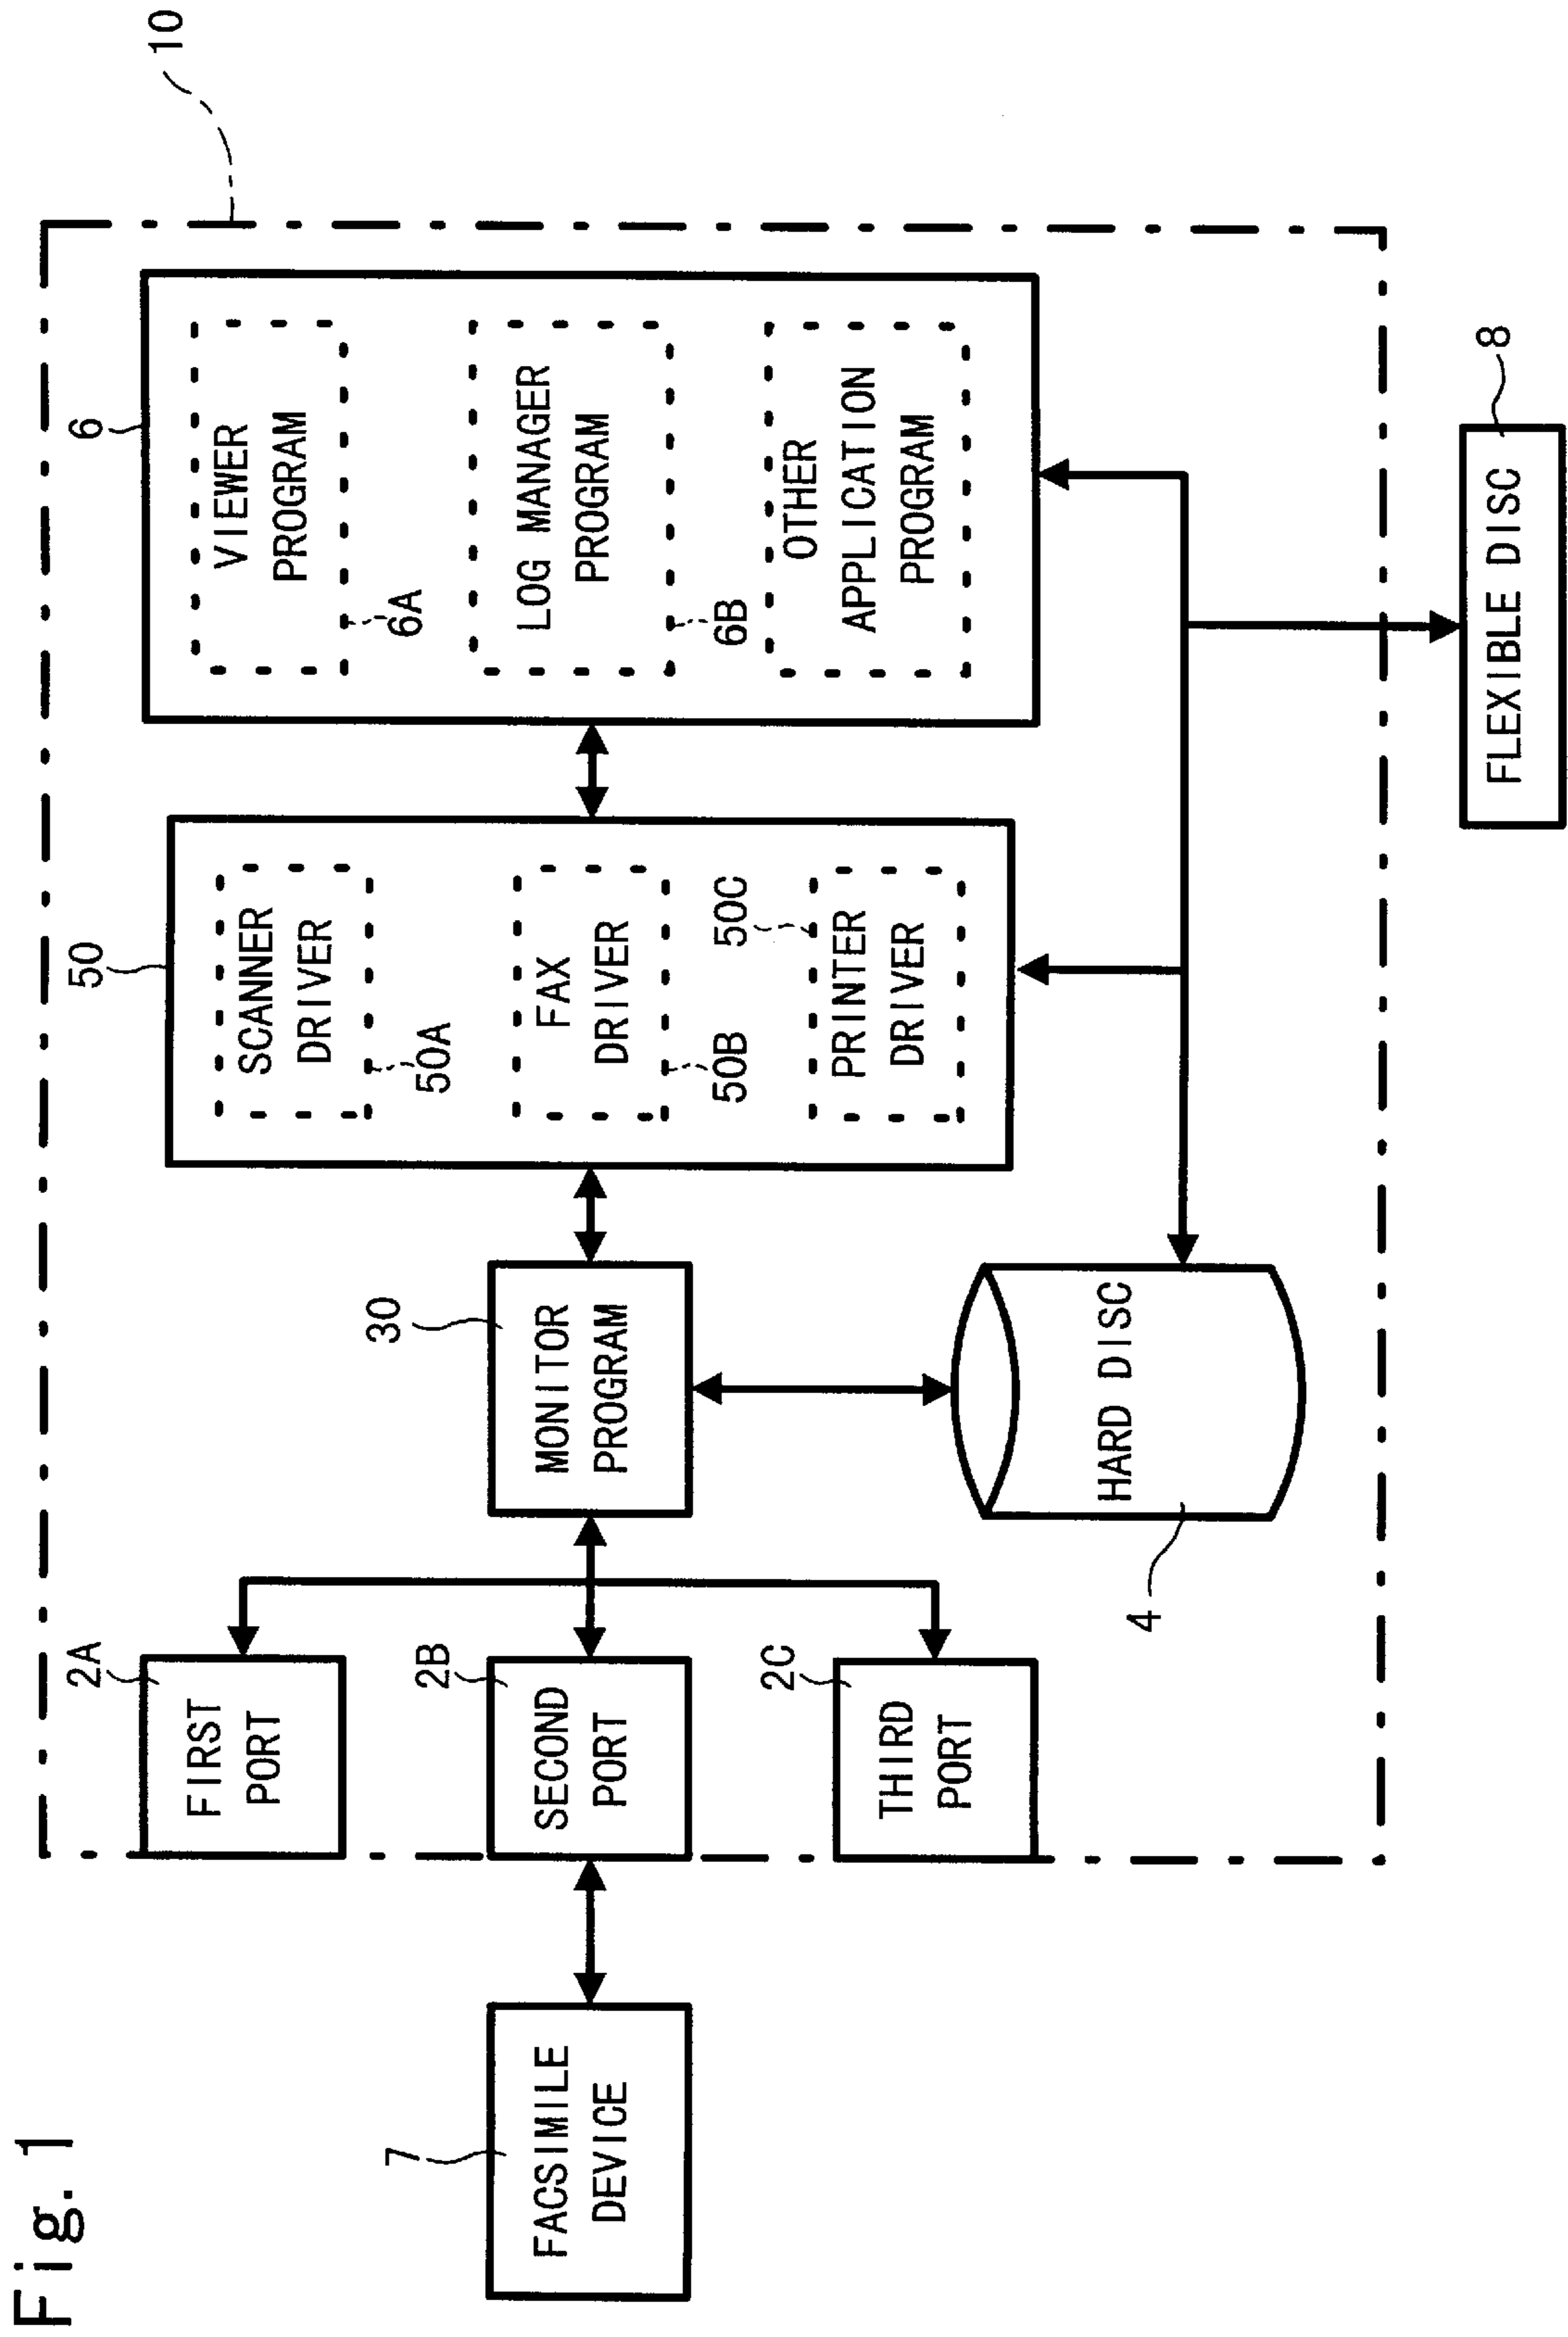 Fig. 1
10
6
VIEWER
PROGRAM
6A
LOG MANAGER
PROGRAM
6B
OTHER
APPLICATION
PROGRAM
50
SCANNER
DRIVER
50A
FAX
DRIVER
50B
50C
PRINTER
DRIVER
30
MONITOR
PROGRAM
2A
FIRST
PORT
2B
SECOND
PORT
2C
THIRD
PORT
HARD DISC
4
7
FACSIMILE
DEVICE
8
FLEXIBLE DISC